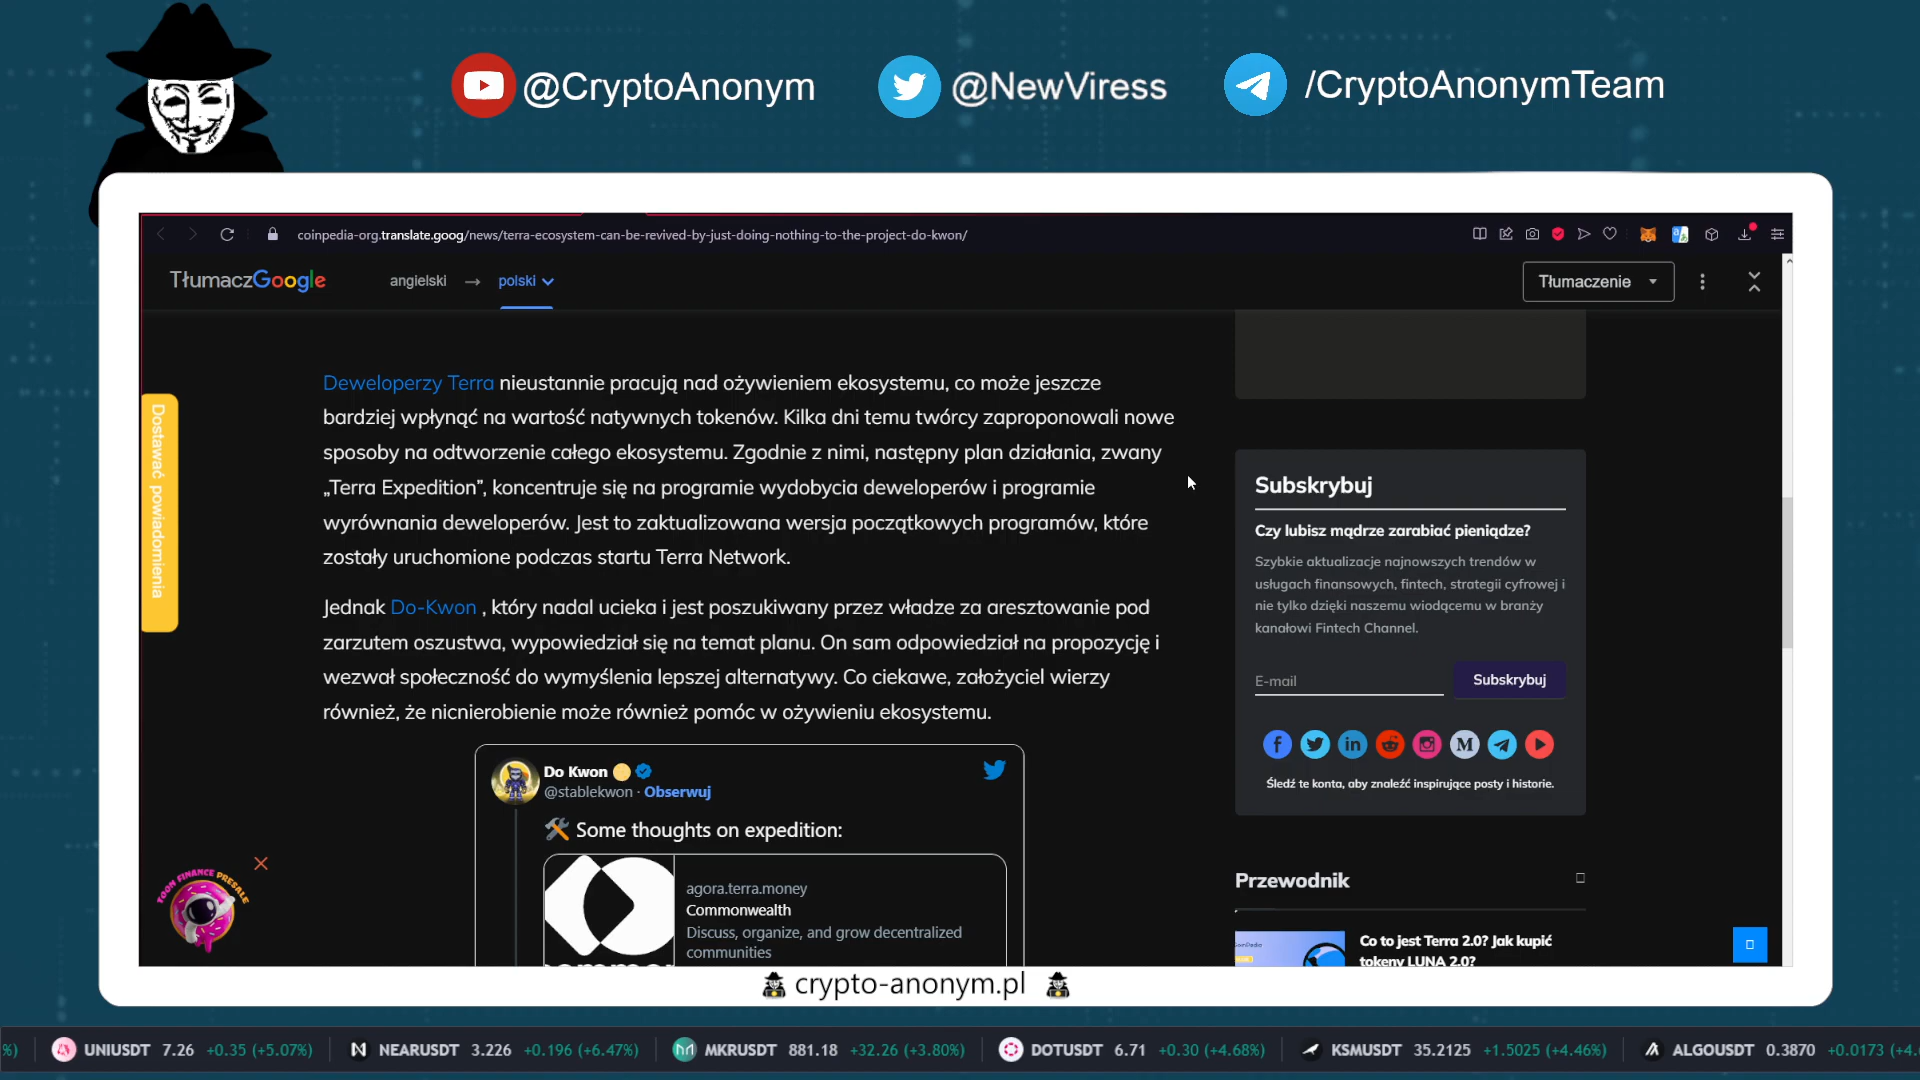 @CryptoAnonym
@NewViress
/CryptoAnonymTeam
coinpedia-org.translate.goog/news/terra-ecosystem-can-be-revived-by-just-doing-nothing-to-the-project-do-kwon/
TłumaczGoogle
angielski → polski
Tłumaczenie
Dostawać powiadomienia
Deweloperzy Terra nieustannie pracują nad ożywieniem ekosystemu, co może jeszcze
bardziej wpłynąć na wartość natywnych tokenów. Kilka dni temu twórcy zaproponowali nowe
sposoby na odtworzenie całego ekosystemu. Zgodnie z nimi, następny plan działania, zwany
„Terra Expedition”, koncentruje się na programie wydobycia deweloperów i programie
wyrównania deweloperów. Jest to zaktualizowana wersja początkowych programów, które
zostały uruchomione podczas startu Terra Network.
Jednak Do-Kwon , który nadal ucieka i jest poszukiwany przez władze za aresztowanie pod
zarzutem oszustwa, wypowiedział się na temat planu. On sam odpowiedział na propozycję i
wezwał społeczność do wymyślenia lepszej alternatywy. Co ciekawe, założyciel wierzy
również, że nicnierobienie może również pomóc w ożywieniu ekosystemu.
Do Kwon
@stablekwon · Obserwuj
🛠 Some thoughts on expedition:
agora.terra.money
Commonwealth
Discuss, organize, and grow decentralized
communities
TOON FINANCE PRESALE
Subskrybuj
Czy lubisz mądrze zarabiać pieniądze?
Szybkie aktualizacje najnowszych trendów w
usługach finansowych, fintech, strategii cyfrowej i
nie tylko dzięki naszemu wiodącemu w branży
kanałowi Fintech Channel.
E-mail
Subskrybuj
Śledź te konta, aby znaleźć inspirujące posty i historie.
Przewodnik
Co to jest Terra 2.0? Jak kupić
tokeny LUNA 2.0?
crypto-anonym.pl
%) UNIUSDT 7.26 +0.35 (+5.07%) NEARUSDT 3.226 +0.196 (+6.47%) MKRUSDT 881.18 +32.26 (+3.80%) DOTUSDT 6.71 +0.30 (+4.68%) KSMUSDT 35.2125 +1.5025 (+4.46%) ALGOUSDT 0.3870 +0.0173 (+4.